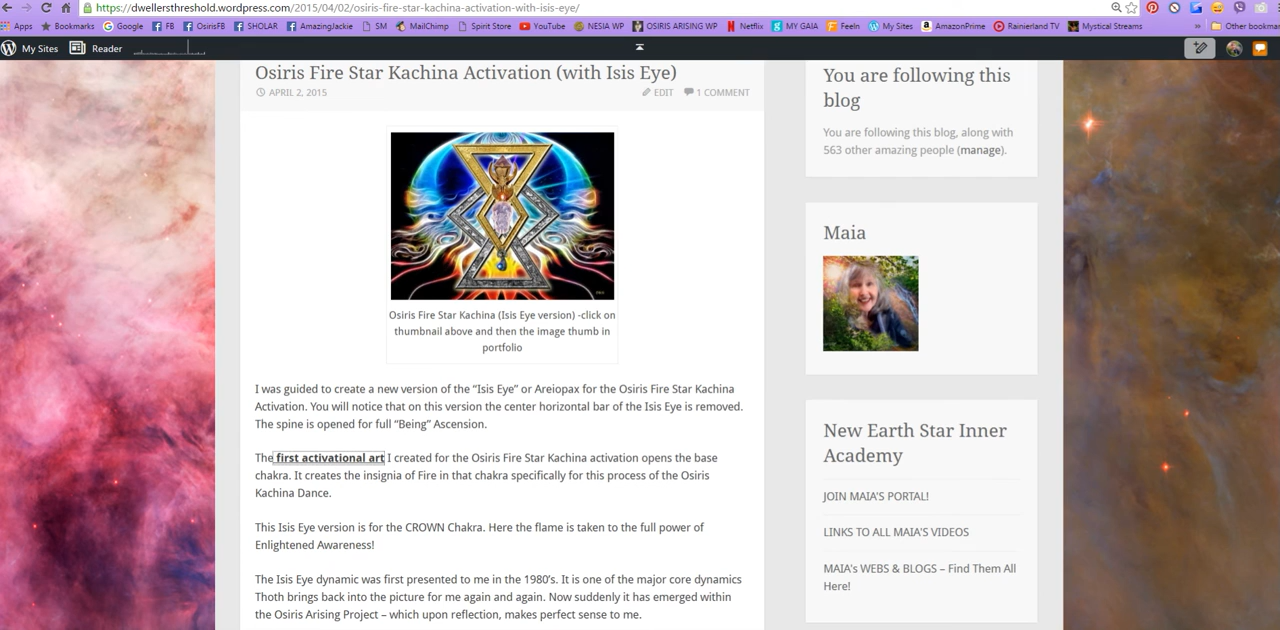 https://dwellersthreshold.wordpress.com/2015/04/02/osiris-fire-star-kachina-activation-with-isis-eye/
Apps Bookmarks Google FB OsirisFB SHOLAR AmazingJackie SM MailChimp Spirit Store YouTube NESIA WP OSIRIS ARISING WP Netflix MY GAIA Feeln My Sites AmazonPrime Rainierland TV Mystical Streams » Other bookma
My Sites Reader
Osiris Fire Star Kachina Activation (with Isis Eye)
APRIL 2, 2015 EDIT 1 COMMENT
Osiris Fire Star Kachina (Isis Eye version) -click on
thumbnail above and then the image thumb in
portfolio
I was guided to create a new version of the “Isis Eye” or Areiopax for the Osiris Fire Star Kachina
Activation. You will notice that on this version the center horizontal bar of the Isis Eye is removed.
The spine is opened for full “Being” Ascension.
The first activational art I created for the Osiris Fire Star Kachina activation opens the base
chakra. It creates the insignia of Fire in that chakra specifically for this process of the Osiris
Kachina Dance.
This Isis Eye version is for the CROWN Chakra. Here the flame is taken to the full power of
Enlightened Awareness!
The Isis Eye dynamic was first presented to me in the 1980’s. It is one of the major core dynamics
Thoth brings back into the picture for me again and again. Now suddenly it has emerged within
the Osiris Arising Project – which upon reflection, makes perfect sense to me.
You are following this
blog
You are following this blog, along with
563 other amazing people (manage).
Maia
New Earth Star Inner
Academy
JOIN MAIA'S PORTAL!
LINKS TO ALL MAIA'S VIDEOS
MAIA's WEBS & BLOGS – Find Them All
Here!